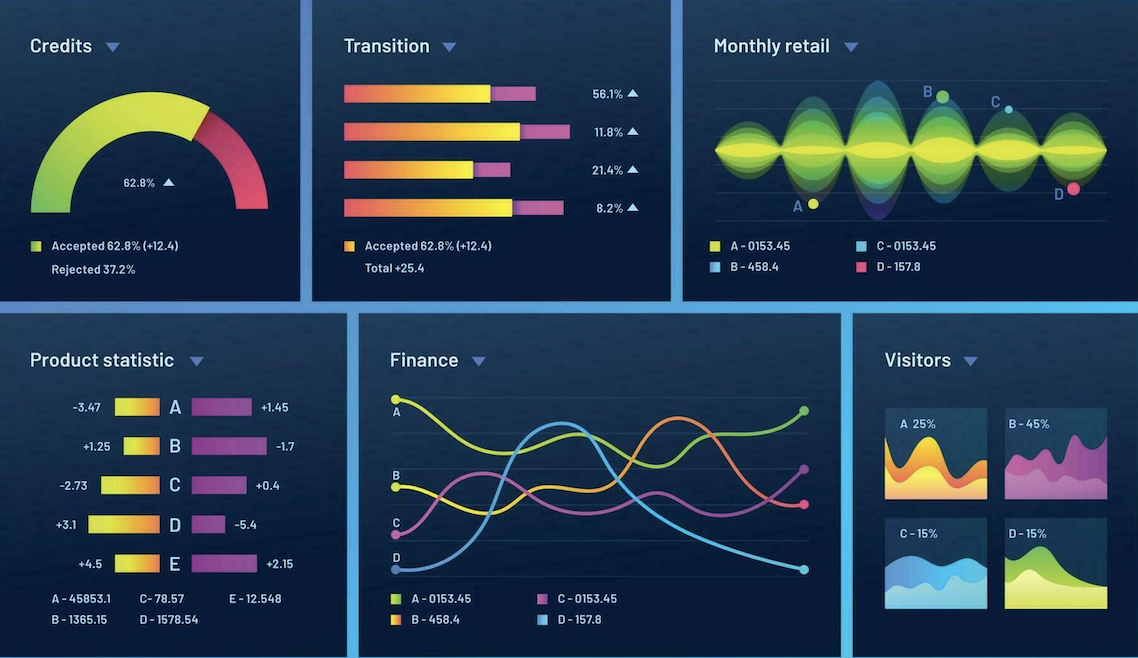 Credits
62.8%
Accepted 62.8% (+12.4)
Rejected 37.2%
Transition
56.1%
11.8%
21.4%
8.2%
Accepted 62.8% (+12.4)
Total +25.4
Monthly retail
B
C
A
D
A - 0153.45 C - 0153.45
B - 458.4 D - 157.8
Product statistic
-3.47 A +1.45
+1.25 B -1.7
-2.73 C +0.4
+3.1 D -5.4
+4.5 E +2.15
A - 45853.1 C- 78.57 E - 12.548
B - 1365.15 D - 1578.54
Finance
A
B
C
D
A - 0153.45 C - 0153.45
B - 458.4 D - 157.8
Visitors
A 25% B - 45%
C - 15% D - 15%